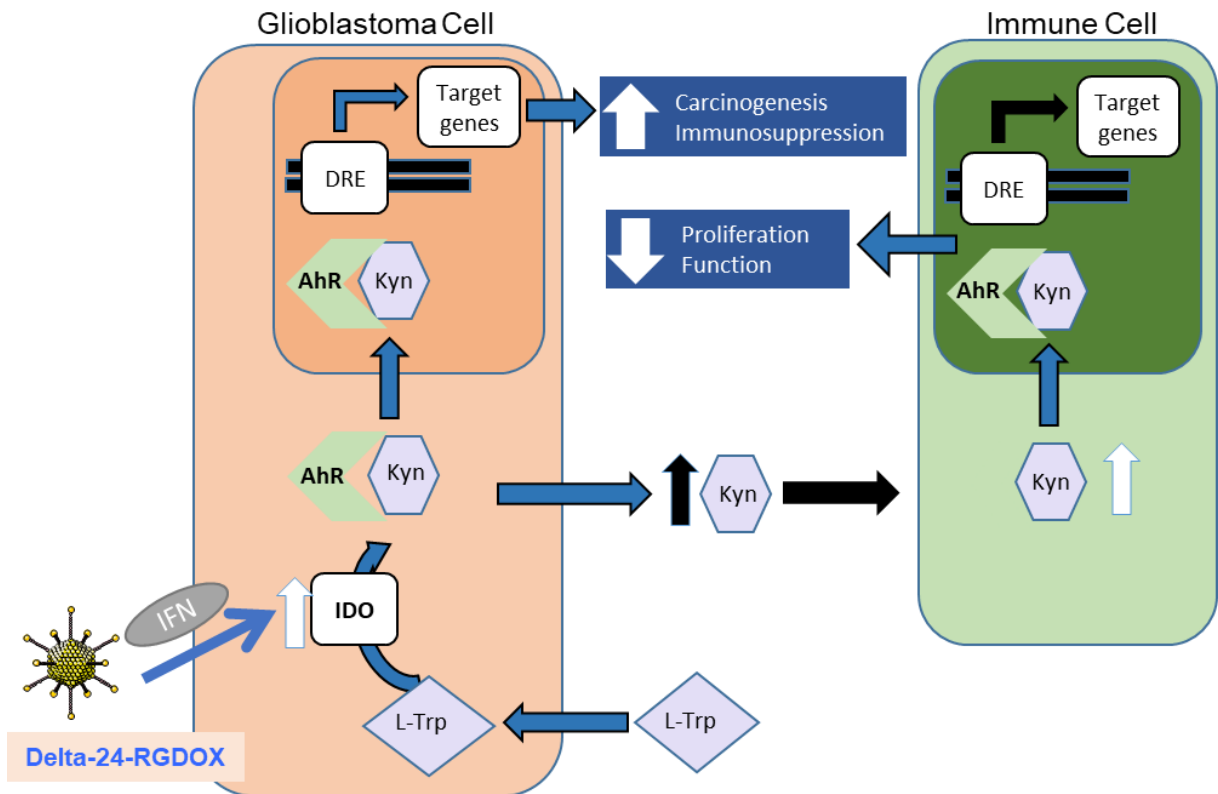 Glioblastoma Cell
Immune Cell
Target
genes
Carcinogenesis
Immunosuppression
Target
genes
DRE
DRE
Proliferation
Function
AhR
Kyn
AhR
Kyn
AhR
Kyn
Kyn
Kyn
IFN
IDO
L-Trp
L-Trp
Delta-24-RGDOX